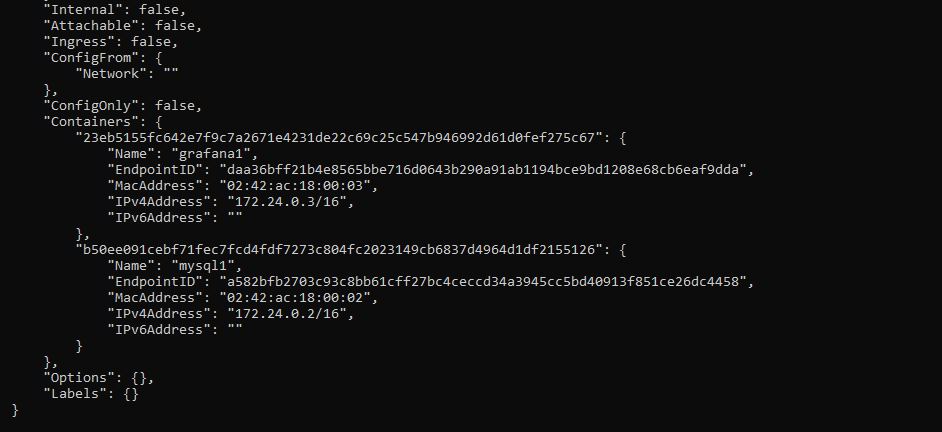 "Internal": false,
"Attachable": false,
"Ingress": false,
"ConfigFrom": {
"Network": ""
},
"ConfigOnly": false,
"Containers": {
"23eb5155fc642e7f9c7a2671e4231de22c69c25c547b946992d61d0fef275c67": {
"Name": "grafana1",
"EndpointID": "daa36bff21b4e8565bbe716d0643b290a91ab1194bce9bd1208e68cb6eaf9dda",
"MacAddress": "02:42:ac:18:00:03",
"IPv4Address": "172.24.0.3/16",
"IPv6Address": ""
},
"b50ee091cebf71fec7fcd4fdf7273c804fc2023149cb6837d4964d1df2155126": {
"Name": "mysql1",
"EndpointID": "a582bfb2703c93c8bb61cff27bc4ceccd34a3945cc5bd40913f851ce26dc4458",
"MacAddress": "02:42:ac:18:00:02",
"IPv4Address": "172.24.0.2/16",
"IPv6Address": ""
}
},
"Options": {},
"Labels": {}
}